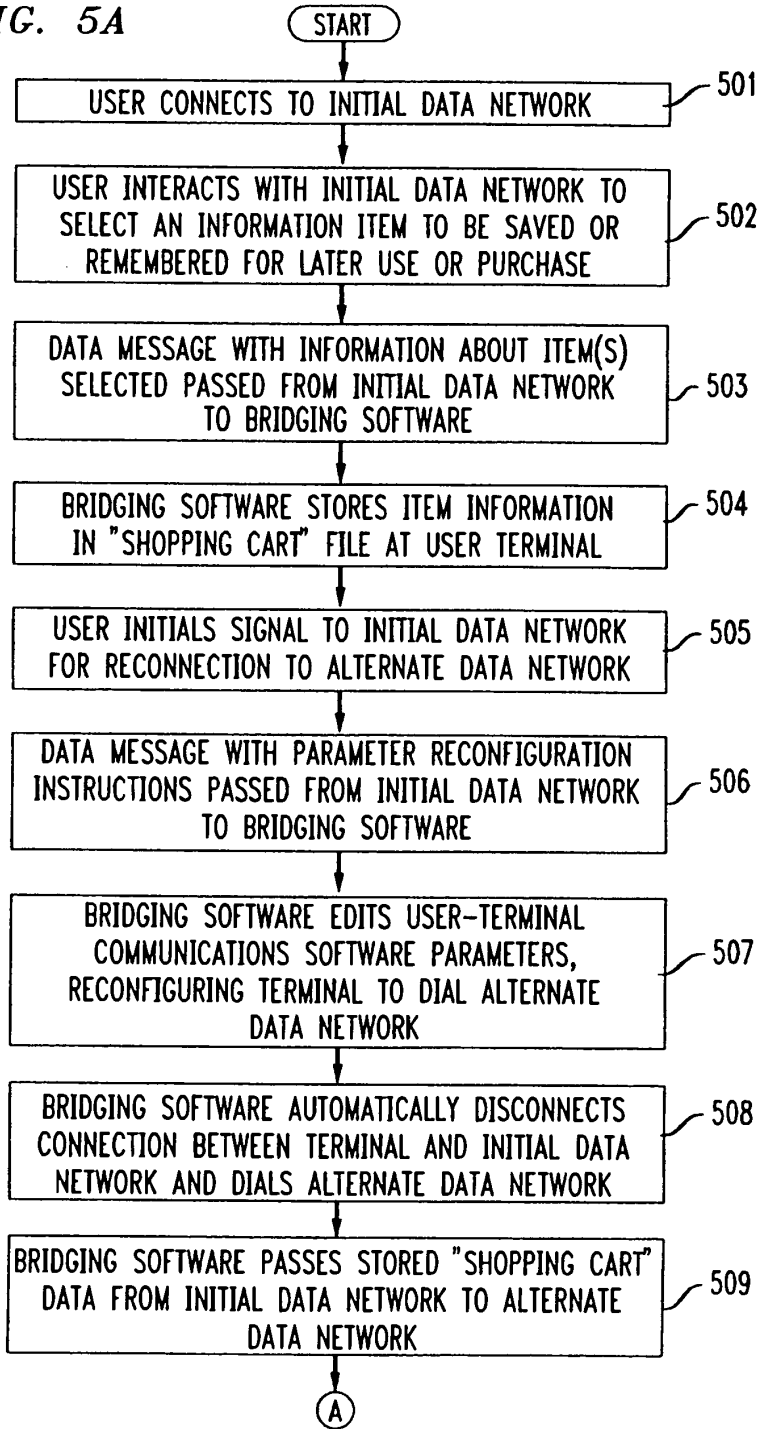 IG. 5A
START
USER CONNECTS TO INITIAL DATA NETWORK
501
USER INTERACTS WITH INITIAL DATA NETWORK TO
SELECT AN INFORMATION ITEM TO BE SAVED OR
REMEMBERED FOR LATER USE OR PURCHASE
502
DATA MESSAGE WITH INFORMATION ABOUT ITEM(S)
SELECTED PASSED FROM INITIAL DATA NETWORK
TO BRIDGING SOFTWARE
503
BRIDGING SOFTWARE STORES ITEM INFORMATION
IN "SHOPPING CART" FILE AT USER TERMINAL
504
USER INITIALS SIGNAL TO INITIAL DATA NETWORK
FOR RECONNECTION TO ALTERNATE DATA NETWORK
505
DATA MESSAGE WITH PARAMETER RECONFIGURATION
INSTRUCTIONS PASSED FROM INITIAL DATA NETWORK
TO BRIDGING SOFTWARE
506
BRIDGING SOFTWARE EDITS USER-TERMINAL
COMMUNICATIONS SOFTWARE PARAMETERS,
RECONFIGURING TERMINAL TO DIAL ALTERNATE
DATA NETWORK
507
BRIDGING SOFTWARE AUTOMATICALLY DISCONNECTS
CONNECTION BETWEEN TERMINAL AND INITIAL DATA
NETWORK AND DIALS ALTERNATE DATA NETWORK
508
BRIDGING SOFTWARE PASSES STORED "SHOPPING CART"
DATA FROM INITIAL DATA NETWORK TO ALTERNATE
DATA NETWORK
509
A